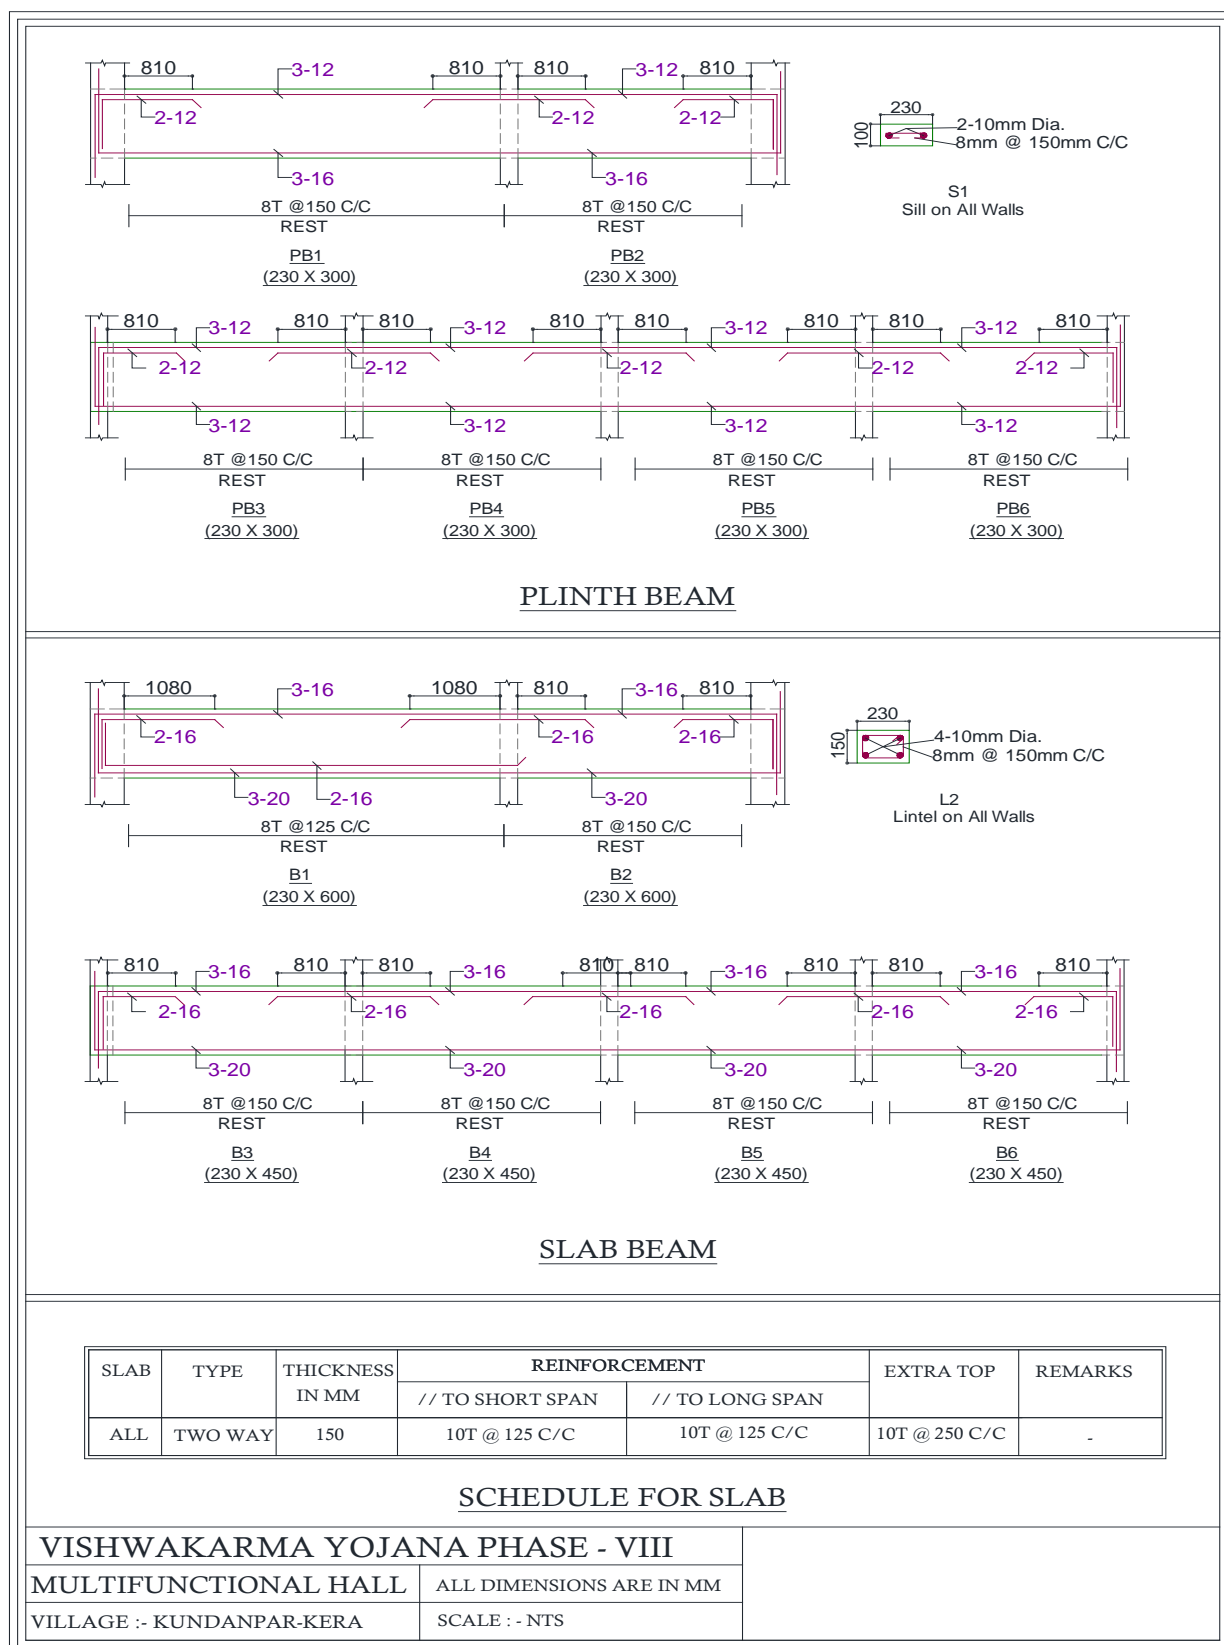 810 3-12 810 810 3-12 810
2-12 2-12 2-12
3-16 3-16
8T @150 C/C 8T @150 C/C
REST REST
PB1 PB2
(230 X 300) (230 X 300)
230
100
2-10mm Dia.
8mm @ 150mm C/C
S1
Sill on All Walls
810 3-12 810 810 3-12 810 810 3-12 810 810 3-12 810
2-12 2-12 2-12 2-12 2-12
3-12 3-12 3-12 3-12
8T @150 C/C 8T @150 C/C 8T @150 C/C 8T @150 C/C
REST REST REST REST
PB3 PB4 PB5 PB6
(230 X 300) (230 X 300) (230 X 300) (230 X 300)
PLINTH BEAM
1080 3-16 1080 810 3-16 810
2-16 2-16 2-16
3-20 2-16 3-20
8T @125 C/C 8T @150 C/C
REST REST
B1 B2
(230 X 600) (230 X 600)
230
150
4-10mm Dia.
8mm @ 150mm C/C
L2
Lintel on All Walls
810 3-16 810 810 3-16 810 810 3-16 810 810 3-16 810
2-16 2-16 2-16 2-16 2-16
3-20 3-20 3-20 3-20
8T @150 C/C 8T @150 C/C 8T @150 C/C 8T @150 C/C
REST REST REST REST
B3 B4 B5 B6
(230 X 450) (230 X 450) (230 X 450) (230 X 450)
SLAB BEAM
SLAB TYPE THICKNESS IN MM REINFORCEMENT EXTRA TOP REMARKS
// TO SHORT SPAN // TO LONG SPAN
ALL TWO WAY 150 10T @ 125 C/C 10T @ 125 C/C 10T @ 250 C/C -
SCHEDULE FOR SLAB
VISHWAKARMA YOJANA PHASE - VIII
MULTIFUNCTIONAL HALL ALL DIMENSIONS ARE IN MM
VILLAGE :- KUNDANPAR-KERA SCALE : - NTS